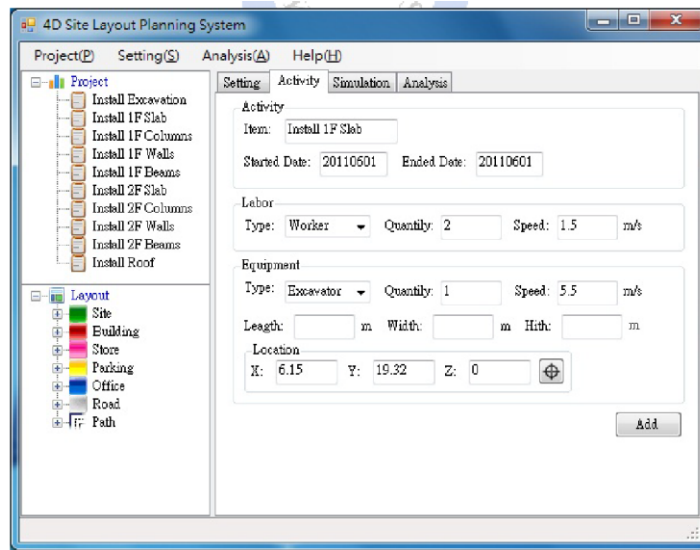 4D Site Layout Planning System
Project(P) Setting(S) Analysis(A) Help(H)
Project
Install Excavation
Install 1F Slab
Install 1F Columns
Install 1F Walls
Install 1F Beams
Install 2F Slab
Install 2F Columns
Install 2F Walls
Install 2F Beams
Install Roof
Layout
Site
Building
Store
Parking
Office
Road
Path
Setting Activity Simulation Analysis
Activity
Item: Install 1F Slab
Started Date: 20110601 Ended Date: 20110601
Labor
Type: Worker Quantily: 2 Speed: 1.5 m/s
Equipment
Type: Excavator Quantily: 1 Speed: 5.5 m/s
Leagth: m Width: m Hith: m
Location
X: 6.15 Y: 19.32 Z: 0
Add